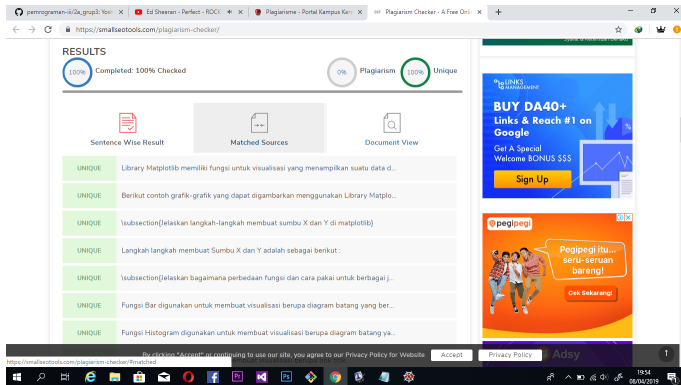 pemrograman-iii/2a_grup3: Yosh
Ed Sheeran - Perfect - ROCK
Plagiarisme - Portal Kampus Ker
Plagiarism Checker - A Free Onli
https://smallseotools.com/plagiarism-checker/
RESULTS
100%
Completed: 100% Checked
0%
Plagiarism
100%
Unique
Sentence Wise Result
Matched Sources
Document View
UNIQUE Library Matplotlib memiliki fungsi untuk visualisasi yang menampilkan suatu data d...
UNIQUE Berikut contoh grafik-grafik yang dapat digambarkan menggunakan Library Matplo...
UNIQUE \subsection{Jelaskan langkah-langkah membuat sumbu X dan Y di matplotlib}
UNIQUE Langkah langkah membuat Sumbu X dan Y adalah sebagai berikut :
UNIQUE \subsection{Jelaskan bagaimana perbedaan fungsi dan cara pakai untuk berbagai j...
UNIQUE Fungsi Bar digunakan untuk membuat visualisasi berupa diagram batang yang ber...
UNIQUE Fungsi Histogram digunakan untuk membuat visualisasi berupa diagram batang ya...
LINKS
MANAGEMENT
BUY DA40+
Links & Reach #1 on
Google
Get A Special
Welcome BONUS $$$
Sign Up
pegipegi
Pegipegi itu...
seru-seruan
bareng!
Cek Sekarang!
Adsy
By clicking "Accept" or continuing to use our site, you agree to our Privacy Policy for Website
Accept
Privacy Policy
https://smallseotools.com/plagiarism-checker/#matched
19:54
08/04/2019